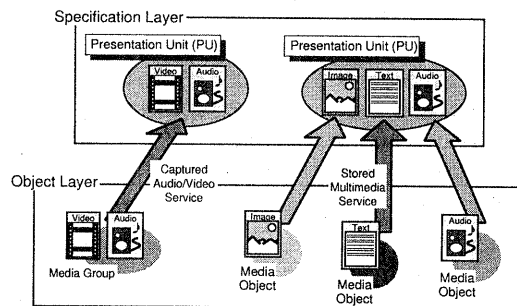 Specification Layer
Presentation Unit (PU)
Presentation Unit (PU)
Video
Audio
Image
Text
Audio
Captured
Audio/Video
Service
Stored
Multimedia
Service
Object Layer
Video
Audio
Media Group
Image
Media
Object
Text
Media
Object
Audio
Media
Object